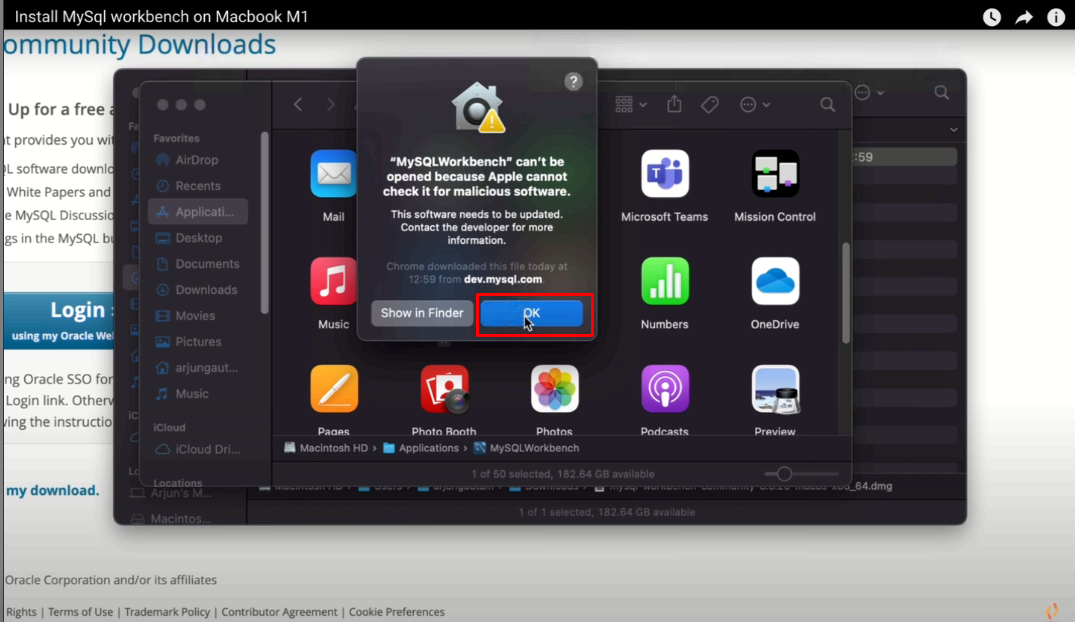 Install MySql workbench on Macbook M1
ommunity Downloads
Up for a free a
t provides you wit
QL software downlo
White Papers and
e MySQL Discussio
gs in the MySQL bu
Login
using my Oracle Wel
ng Oracle SSO for
Login link. Otherw
wing the instructio
my download.
Oracle Corporation and/or its affiliates
Rights | Terms of Use | Trademark Policy | Contributor Agreement | Cookie Preferences
Fa
iC
Lo
Arjun's M...
Macintos...
Favorites
AirDrop
Recents
Applicati...
Desktop
Documents
Downloads
Movies
Pictures
arjungaut...
Music
iCloud
iCloud Dri...
Locations
?
"MySQLWorkbench" can't be
opened because Apple cannot
check it for malicious software.
This software needs to be updated.
Contact the developer for more
information.
Chrome downloaded this file today at
12:59 from dev.mysql.com
Show in Finder
OK
:59
Mail
Microsoft Teams
Mission Control
Music
Numbers
OneDrive
Pages
Photo Booth
Photos
Podcasts
Preview
Macintosh HD › Applications › MySQLWorkbench
1 of 50 selected, 182.64 GB available
1 of 1 selected, 182.64 GB available